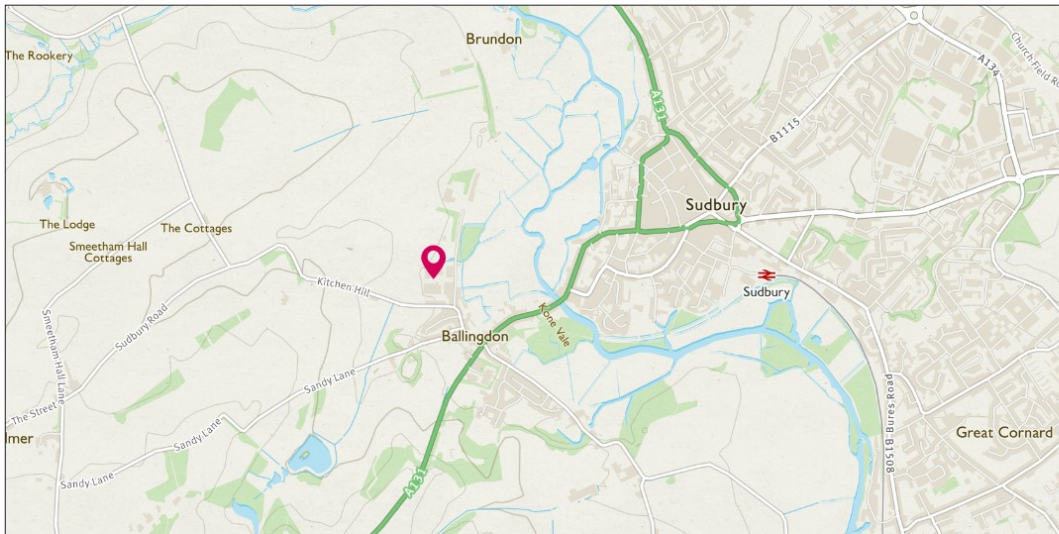 Brundon
The Rookery
A131
A134
Church Field Ro
B1115
Sudbury
The Lodge
The Cottages
Smeetham Hall
Cottages
Kitchen Hill
Sudbury
Kone Vale
Smeetham Hall Lane
Sudbury Road
Ballingdon
Sandy Lane
The Street
lmer
Sandy Lane
Great Cornard
B1508
Bures Road
Sandy Lane
A131